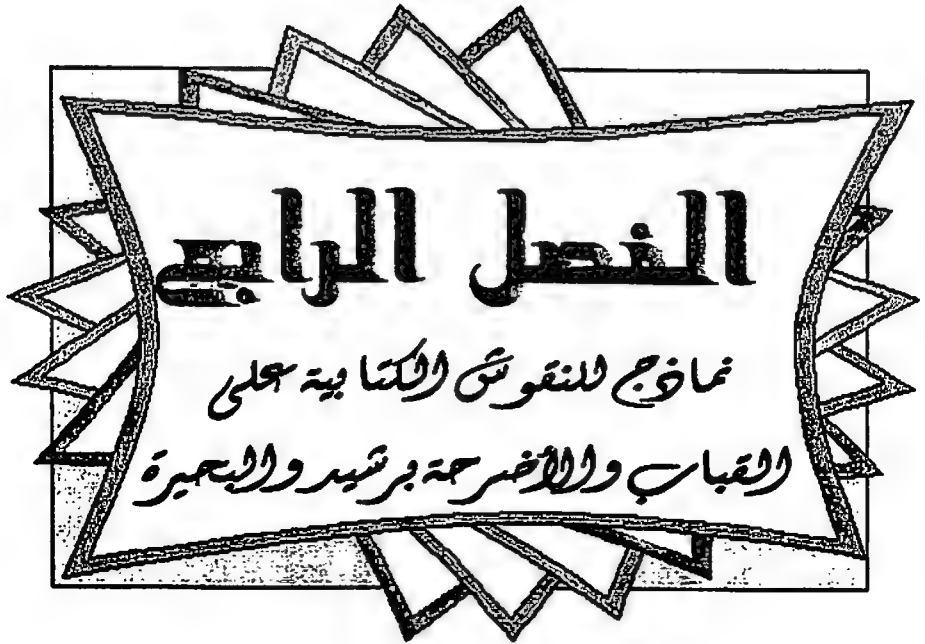 الفصل الرابع
نماذج للنقوش الكتابية على
القباب والأضرحة برشيد والبحيرة